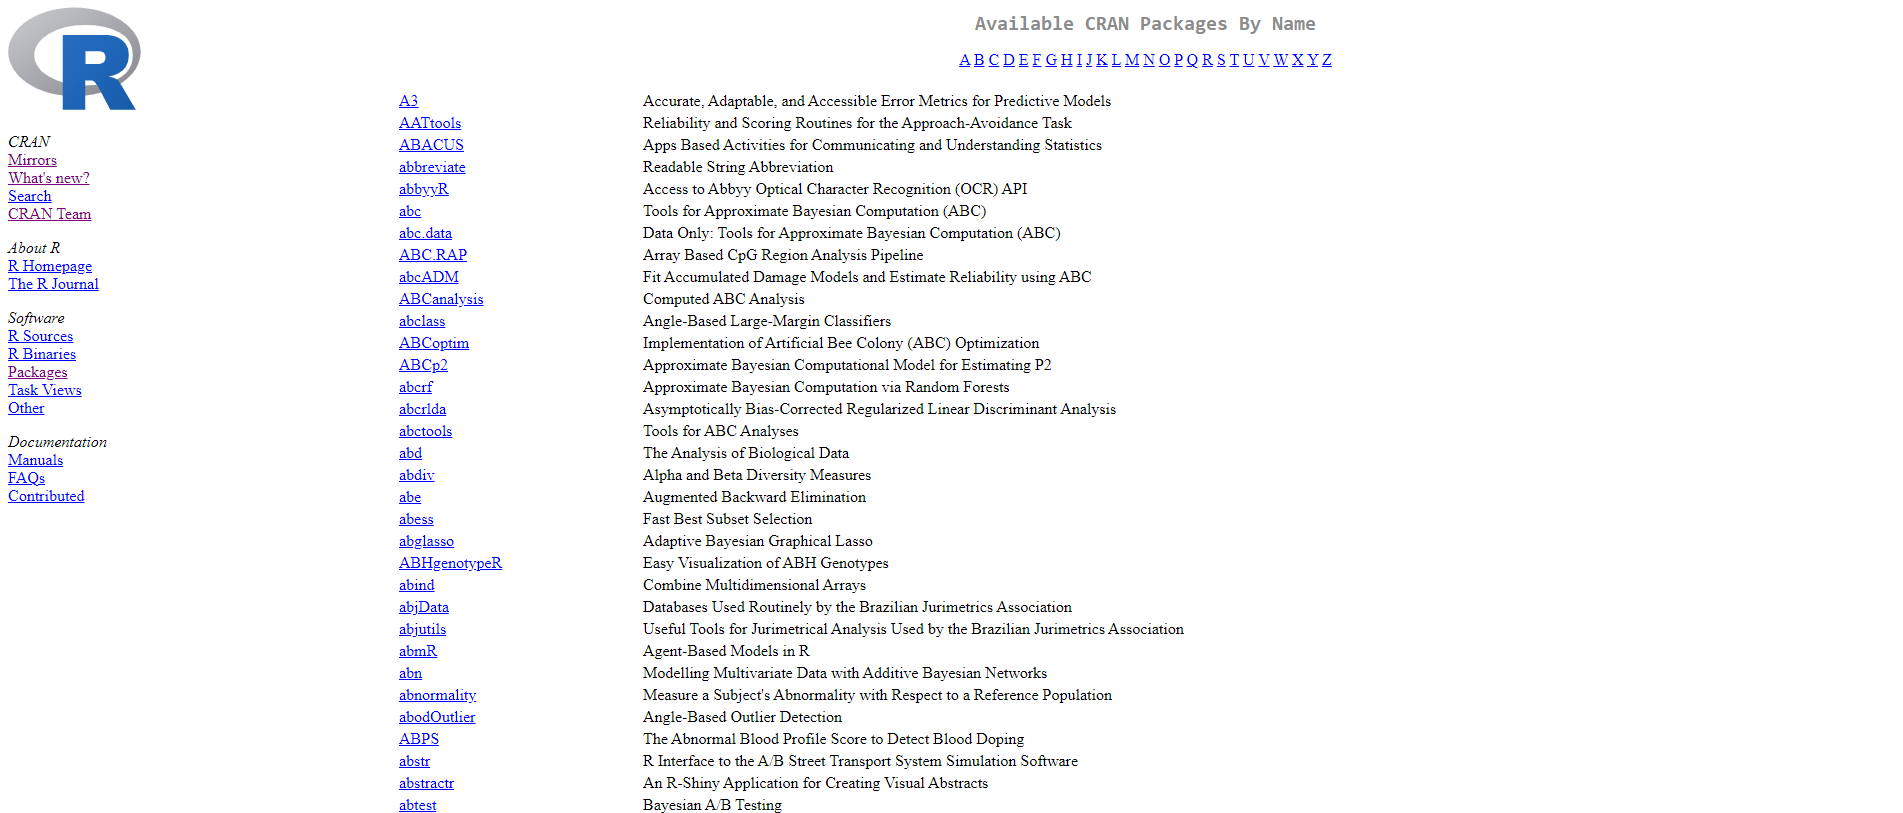 R
CRAN
Mirrors
What's new?
Search
CRAN Team
About R
R Homepage
The R Journal
Software
R Sources
R Binaries
Packages
Task Views
Other
Documentation
Manuals
FAQs
Contributed
Available CRAN Packages By Name
A B C D E F G H I J K L M N O P Q R S T U V W X Y Z
A3 Accurate, Adaptable, and Accessible Error Metrics for Predictive Models
AATtools Reliability and Scoring Routines for the Approach-Avoidance Task
ABACUS Apps Based Activities for Communicating and Understanding Statistics
abbreviate Readable String Abbreviation
abbyyR Access to Abbyy Optical Character Recognition (OCR) API
abc Tools for Approximate Bayesian Computation (ABC)
abc.data Data Only: Tools for Approximate Bayesian Computation (ABC)
ABC.RAP Array Based CpG Region Analysis Pipeline
abcADM Fit Accumulated Damage Models and Estimate Reliability using ABC
ABCanalysis Computed ABC Analysis
abclass Angle-Based Large-Margin Classifiers
ABCoptim Implementation of Artificial Bee Colony (ABC) Optimization
ABCp2 Approximate Bayesian Computational Model for Estimating P2
abcrf Approximate Bayesian Computation via Random Forests
abcrlda Asymptotically Bias-Corrected Regularized Linear Discriminant Analysis
abctools Tools for ABC Analyses
abd The Analysis of Biological Data
abdiv Alpha and Beta Diversity Measures
abe Augmented Backward Elimination
abess Fast Best Subset Selection
abglasso Adaptive Bayesian Graphical Lasso
ABHgenotypeR Easy Visualization of ABH Genotypes
abind Combine Multidimensional Arrays
abjData Databases Used Routinely by the Brazilian Jurimetrics Association
abjutils Useful Tools for Jurimetrical Analysis Used by the Brazilian Jurimetrics Association
abmR Agent-Based Models in R
abn Modelling Multivariate Data with Additive Bayesian Networks
abnormality Measure a Subject's Abnormality with Respect to a Reference Population
abodOutlier Angle-Based Outlier Detection
ABPS The Abnormal Blood Profile Score to Detect Blood Doping
abstr R Interface to the A/B Street Transport System Simulation Software
abstractr An R-Shiny Application for Creating Visual Abstracts
abtest Bayesian A/B Testing